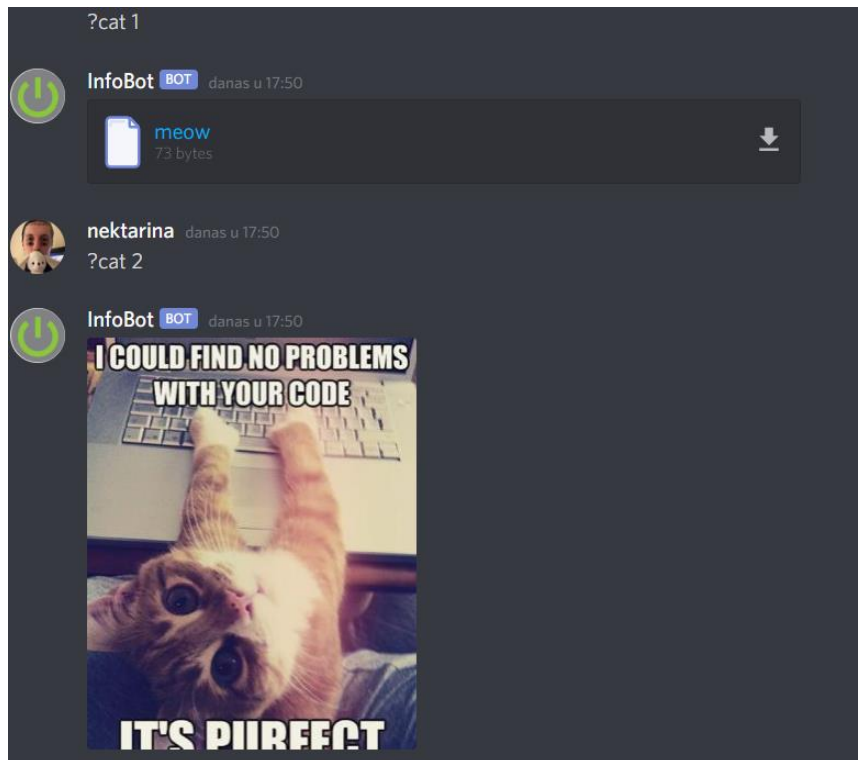 ?cat 1
InfoBot BOT danas u 17:50
meow
73 bytes
nektarina danas u 17:50
?cat 2
InfoBot BOT danas u 17:50
I COULD FIND NO PROBLEMS
WITH YOUR CODE
IT'S PURFECT